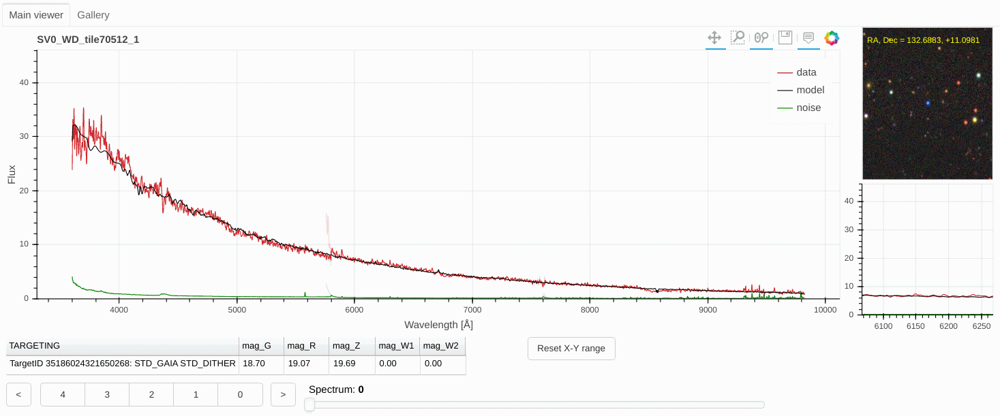 Main viewer Gallery
SV0_WD_tile70512_1
RA, Dec = 132.6883, +11.0981
data
model
noise
40
30
20
10
0
Flux
4000 5000 6000 7000 8000 9000 10000
Wavelength [Å]
40
30
20
10
0
6100 6150 6200 6250
TARGETING mag_G mag_R mag_Z mag_W1 mag_W2
TargetID 35186024321650268: STD_GAIA STD_DITHER 18.70 19.07 19.69 0.00 0.00
Reset X-Y range
< 4 3 2 1 0 >
Spectrum: 0